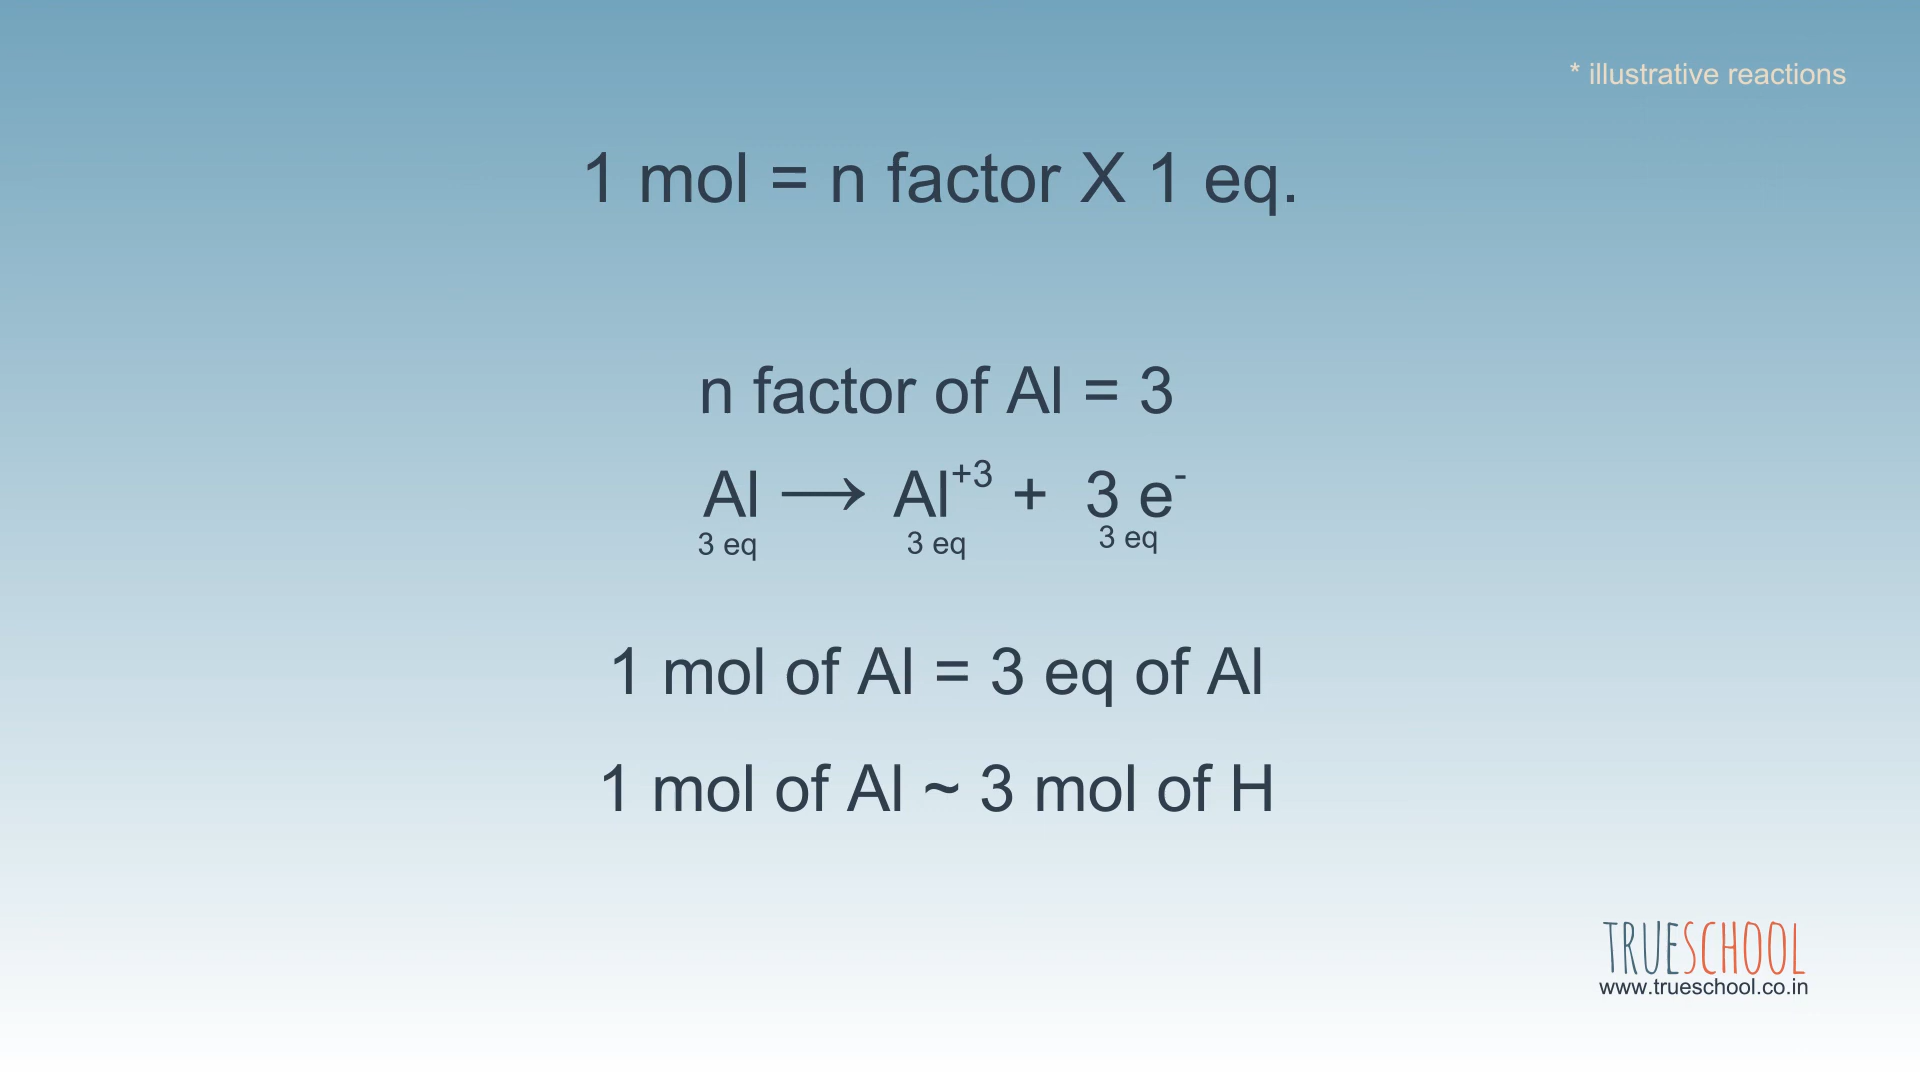 * illustrative reactions
1 mol = n factor X 1 eq.
n factor of Al = 3
Al ⟶ Al⁺³ + 3 e⁻
3 eq 3 eq 3 eq
1 mol of Al = 3 eq of Al
1 mol of Al ~ 3 mol of H
TRUESCHOOL
www.trueschool.co.in